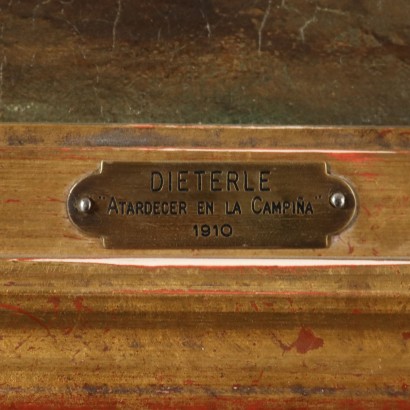 DIETERLE
"ATARDECER EN LA CAMPIÑA"
1910